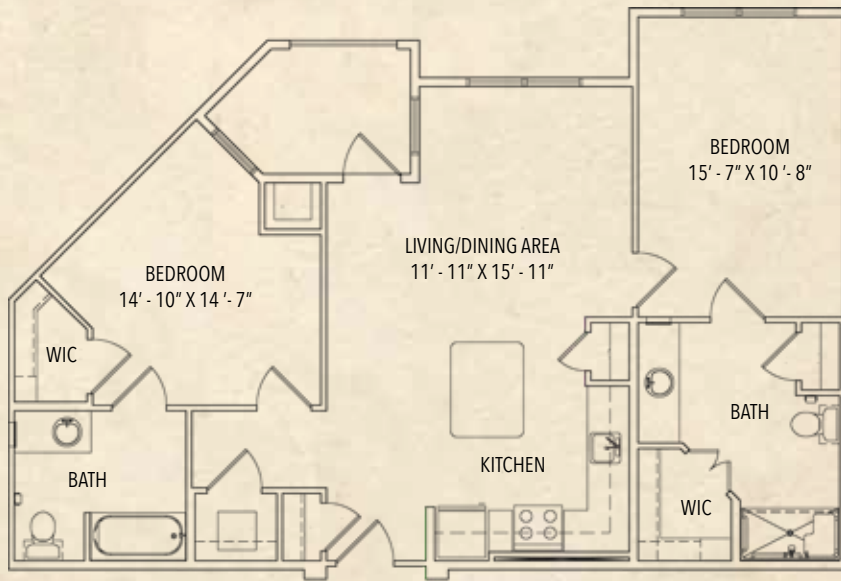 BEDROOM
15' - 7" X 10 '- 8"
LIVING/DINING AREA
11' - 11" X 15' - 11"
BEDROOM
14' - 10" X 14 '- 7"
WIC
BATH
KITCHEN
BATH
WIC